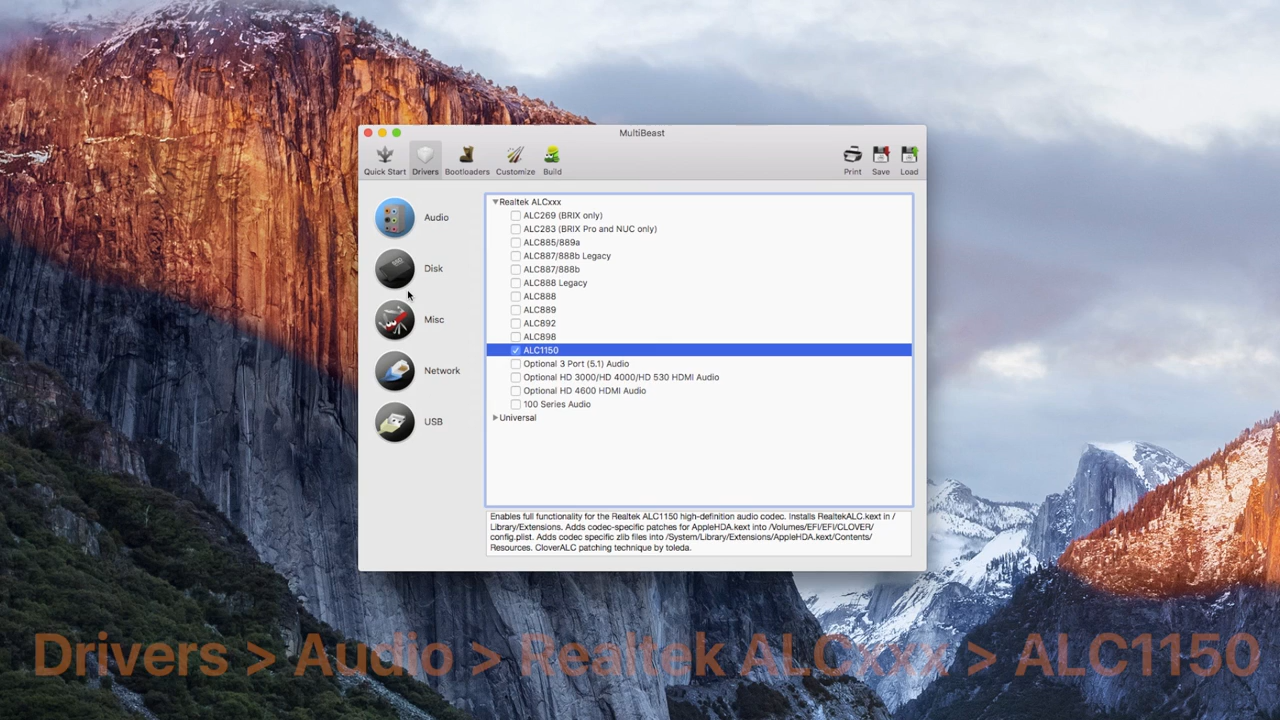 MultiBeast
Quick Start Drivers Bootloaders Customize Build Print Save Load
Audio
Disk
Misc
Network
USB
Realtek ALCxxx
ALC269 (BRIX only)
ALC283 (BRIX Pro and NUC only)
ALC885/889a
ALC887/888b Legacy
ALC887/888b
ALC888 Legacy
ALC888
ALC889
ALC892
ALC898
ALC1150
Optional 3 Port (5.1) Audio
Optional HD 3000/HD 4000/HD 530 HDMI Audio
Optional HD 4600 HDMI Audio
100 Series Audio
Universal
Enables full functionality for the Realtek ALC1150 high-definition audio codec. Installs RealtekALC.kext in /
Library/Extensions. Adds codec-specific patches for AppleHDA.kext into /Volumes/EFI/EFI/CLOVER/
config.plist. Adds codec specific zlib files into /System/Library/Extensions/AppleHDA.kext/Contents/
Resources. CloverALC patching technique by toleda.
Drivers > Audio > Realtek ALCxxx > ALC1150